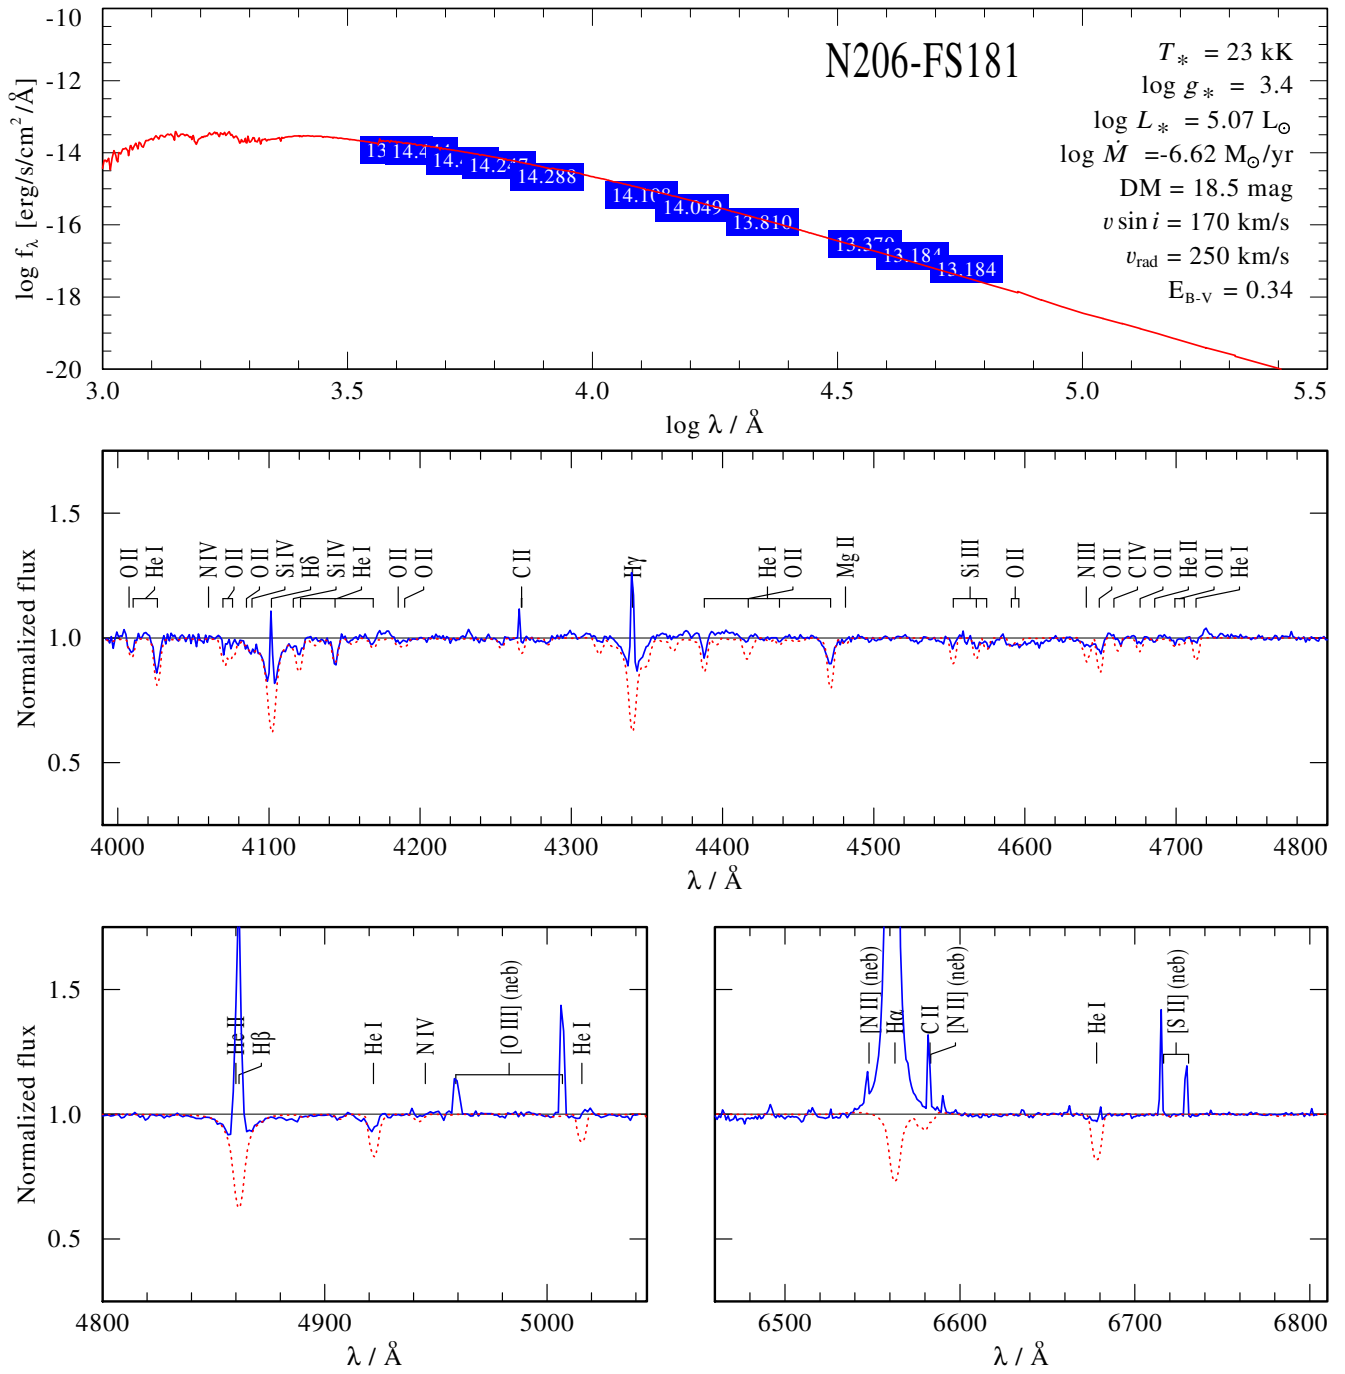 N206-FS181
T* = 23 kK
log g* = 3.4
log L* = 5.07 L⊙
log Ṁ =-6.62 M⊙/yr
DM = 18.5 mag
v sin i = 170 km/s
vrad = 250 km/s
EB-V = 0.34
log fλ [erg/s/cm²/Å]
-10
-12
-14
-16
-18
-20
14.247
14.288
14.108
14.049
13.810
13.370
13.184
13.184
3.0 3.5 4.0 4.5 5.0 5.5
log λ / Å
Normalized flux
1.5
1.0
0.5
O II He I N IV O II O II Si IV Hδ Si IV He I O II O II C II Hγ He I O II Mg II Si III O II N III O II C IV O II He II O II He I
4000 4100 4200 4300 4400 4500 4600 4700 4800
λ / Å
Normalized flux
1.5
1.0
0.5
He II Hβ He I N IV [O III] (neb) He I
4800 4900 5000
λ / Å
[N II] (neb) Hα C II [N II] (neb) He I [S II] (neb)
6500 6600 6700 6800
λ / Å